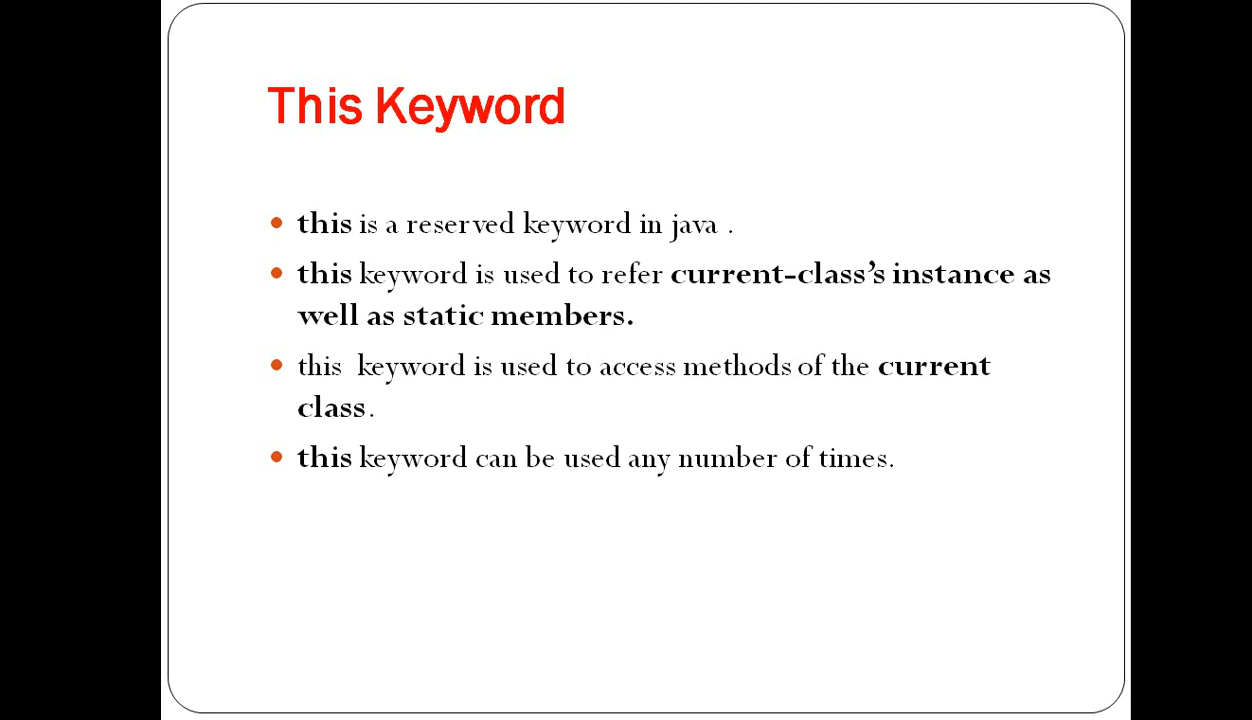 This Keyword
• this is a reserved keyword in java .
• this keyword is used to refer current-class’s instance as
well as static members.
• this keyword is used to access methods of the current
class.
• this keyword can be used any number of times.